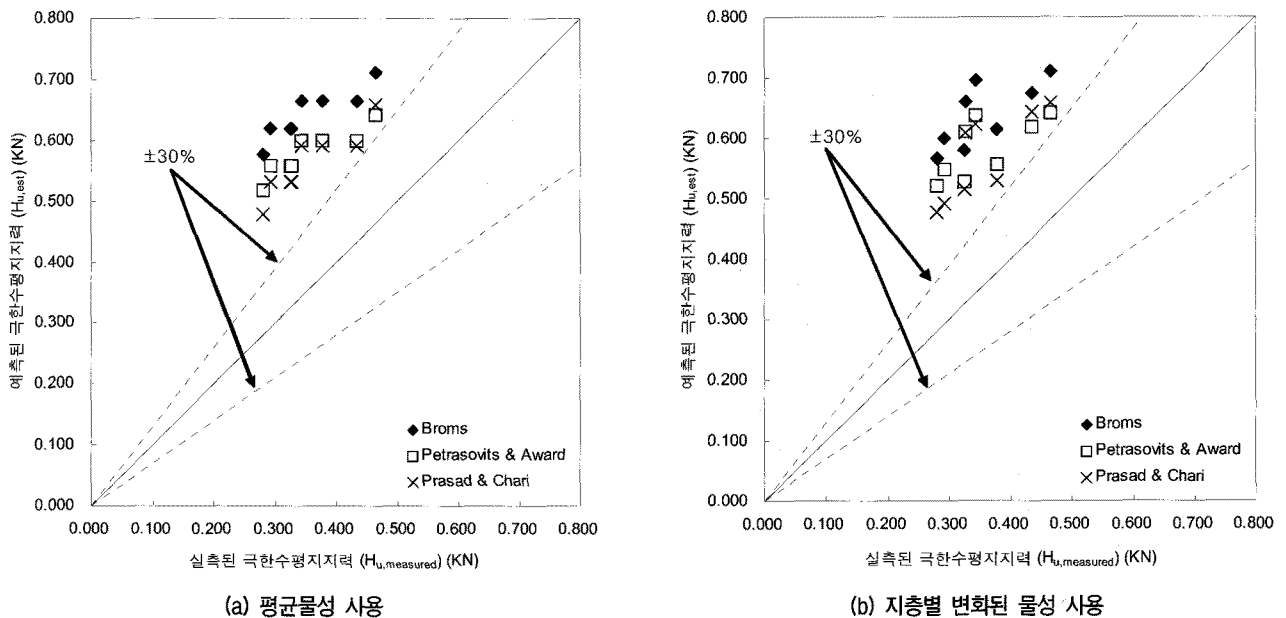 예측된 극한수평지지력 (Hu,est) (KN)
0.800
0.700
0.600
0.500
0.400
0.300
0.200
0.100
0.000
±30%
◆ Broms
□ Petrasovits & Award
× Prasad & Chari
0.000 0.100 0.200 0.300 0.400 0.500 0.600 0.700 0.800
실측된 극한수평지지력 (Hu,measured) (KN)
(a) 평균물성 사용
예측된 극한수평지지력 (Hu,est) (KN)
0.800
0.700
0.600
0.500
0.400
0.300
0.200
0.100
0.000
±30%
◆ Broms
□ Petrasovits & Award
× Prasad & Chari
0.000 0.100 0.200 0.300 0.400 0.500 0.600 0.700 0.800
실측된 극한수평지지력 (Hu,measured) (KN)
(b) 지층별 변화된 물성 사용